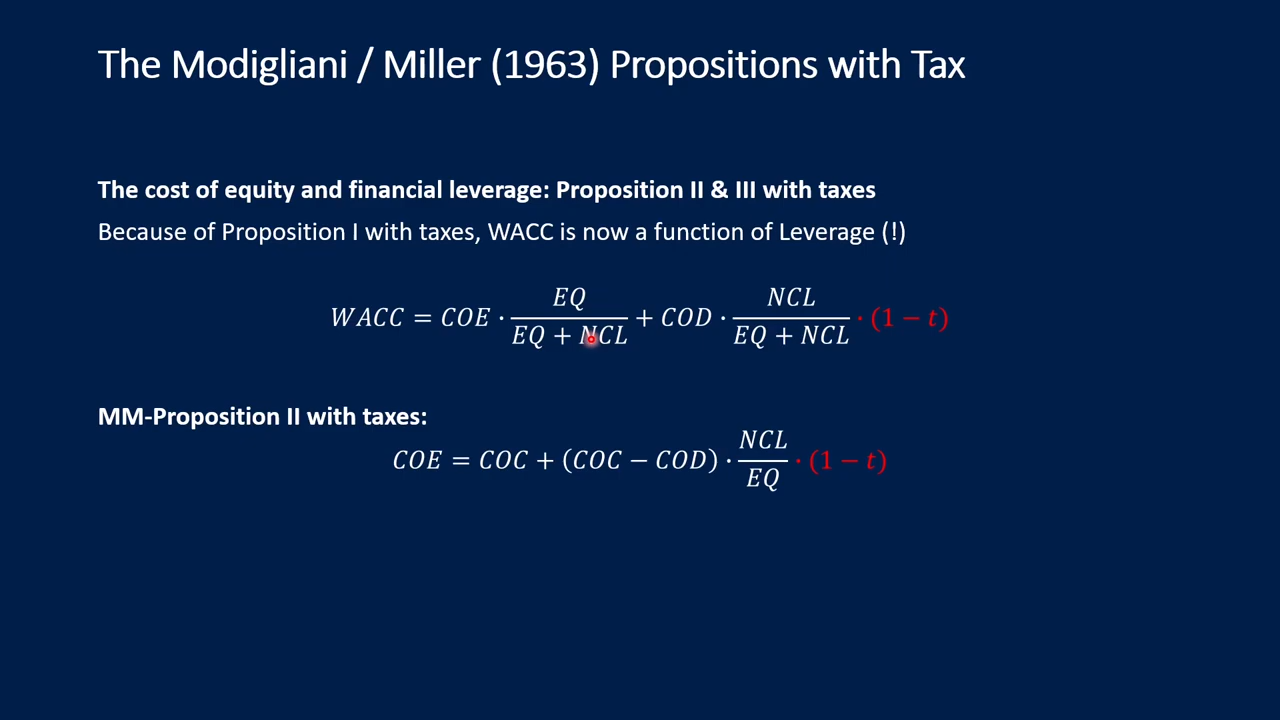 The Modigliani / Miller (1963) Propositions with Tax
The cost of equity and financial leverage: Proposition II & III with taxes
Because of Proposition I with taxes, WACC is now a function of Leverage (!)
WACC = COE · EQ / (EQ + NCL) + COD · NCL / (EQ + NCL) · (1 − t)
MM-Proposition II with taxes:
COE = COC + (COC − COD) · NCL / EQ · (1 − t)